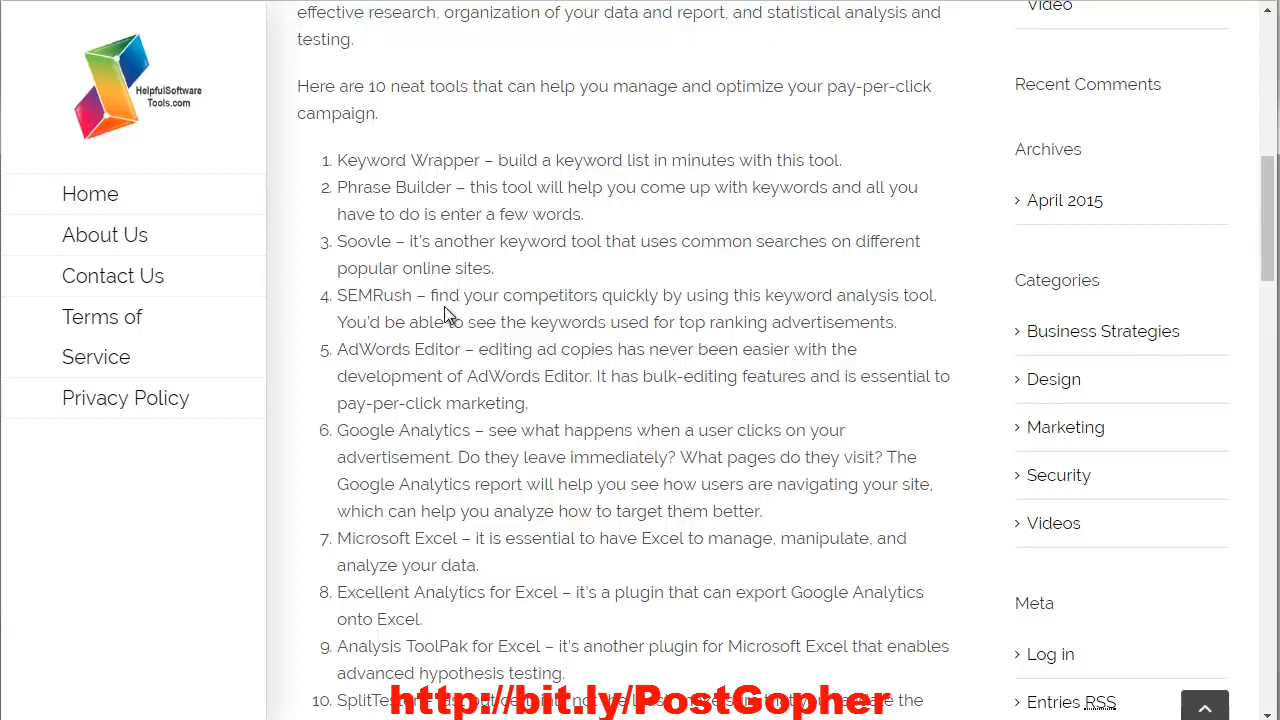 HelpfulSoftware
Tools.com
Home
About Us
Contact Us
Terms of
Service
Privacy Policy
effective research, organization of your data and report, and statistical analysis and
testing.
Here are 10 neat tools that can help you manage and optimize your pay-per-click
campaign.
1. Keyword Wrapper – build a keyword list in minutes with this tool.
2. Phrase Builder – this tool will help you come up with keywords and all you
have to do is enter a few words.
3. Soovle – it's another keyword tool that uses common searches on different
popular online sites.
4. SEMRush – find your competitors quickly by using this keyword analysis tool.
You'd be able to see the keywords used for top ranking advertisements.
5. AdWords Editor – editing ad copies has never been easier with the
development of AdWords Editor. It has bulk-editing features and is essential to
pay-per-click marketing.
6. Google Analytics – see what happens when a user clicks on your
advertisement. Do they leave immediately? What pages do they visit? The
Google Analytics report will help you see how users are navigating your site,
which can help you analyze how to target them better.
7. Microsoft Excel – it is essential to have Excel to manage, manipulate, and
analyze your data.
8. Excellent Analytics for Excel – it's a plugin that can export Google Analytics
onto Excel.
9. Analysis ToolPak for Excel – it's another plugin for Microsoft Excel that enables
advanced hypothesis testing.
10. the
http://bit.ly/PostGopher
Video
Recent Comments
Archives
April 2015
Categories
Business Strategies
Design
Marketing
Security
Videos
Meta
Log in
Entries RSS